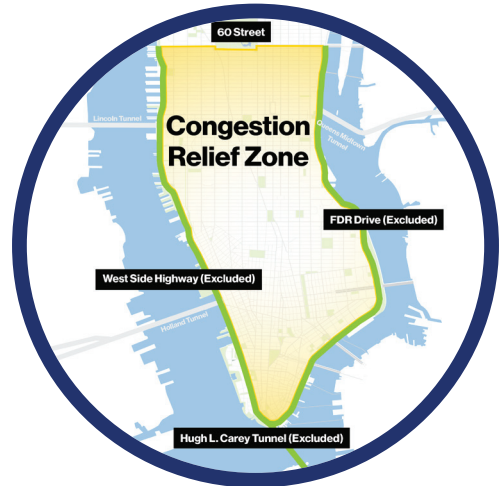 60 Street
Lincoln Tunnel
Congestion
Relief Zone
Queens Midtown
Tunnel
FDR Drive (Excluded)
West Side Highway (Excluded)
Holland Tunnel
Hugh L. Carey Tunnel (Excluded)